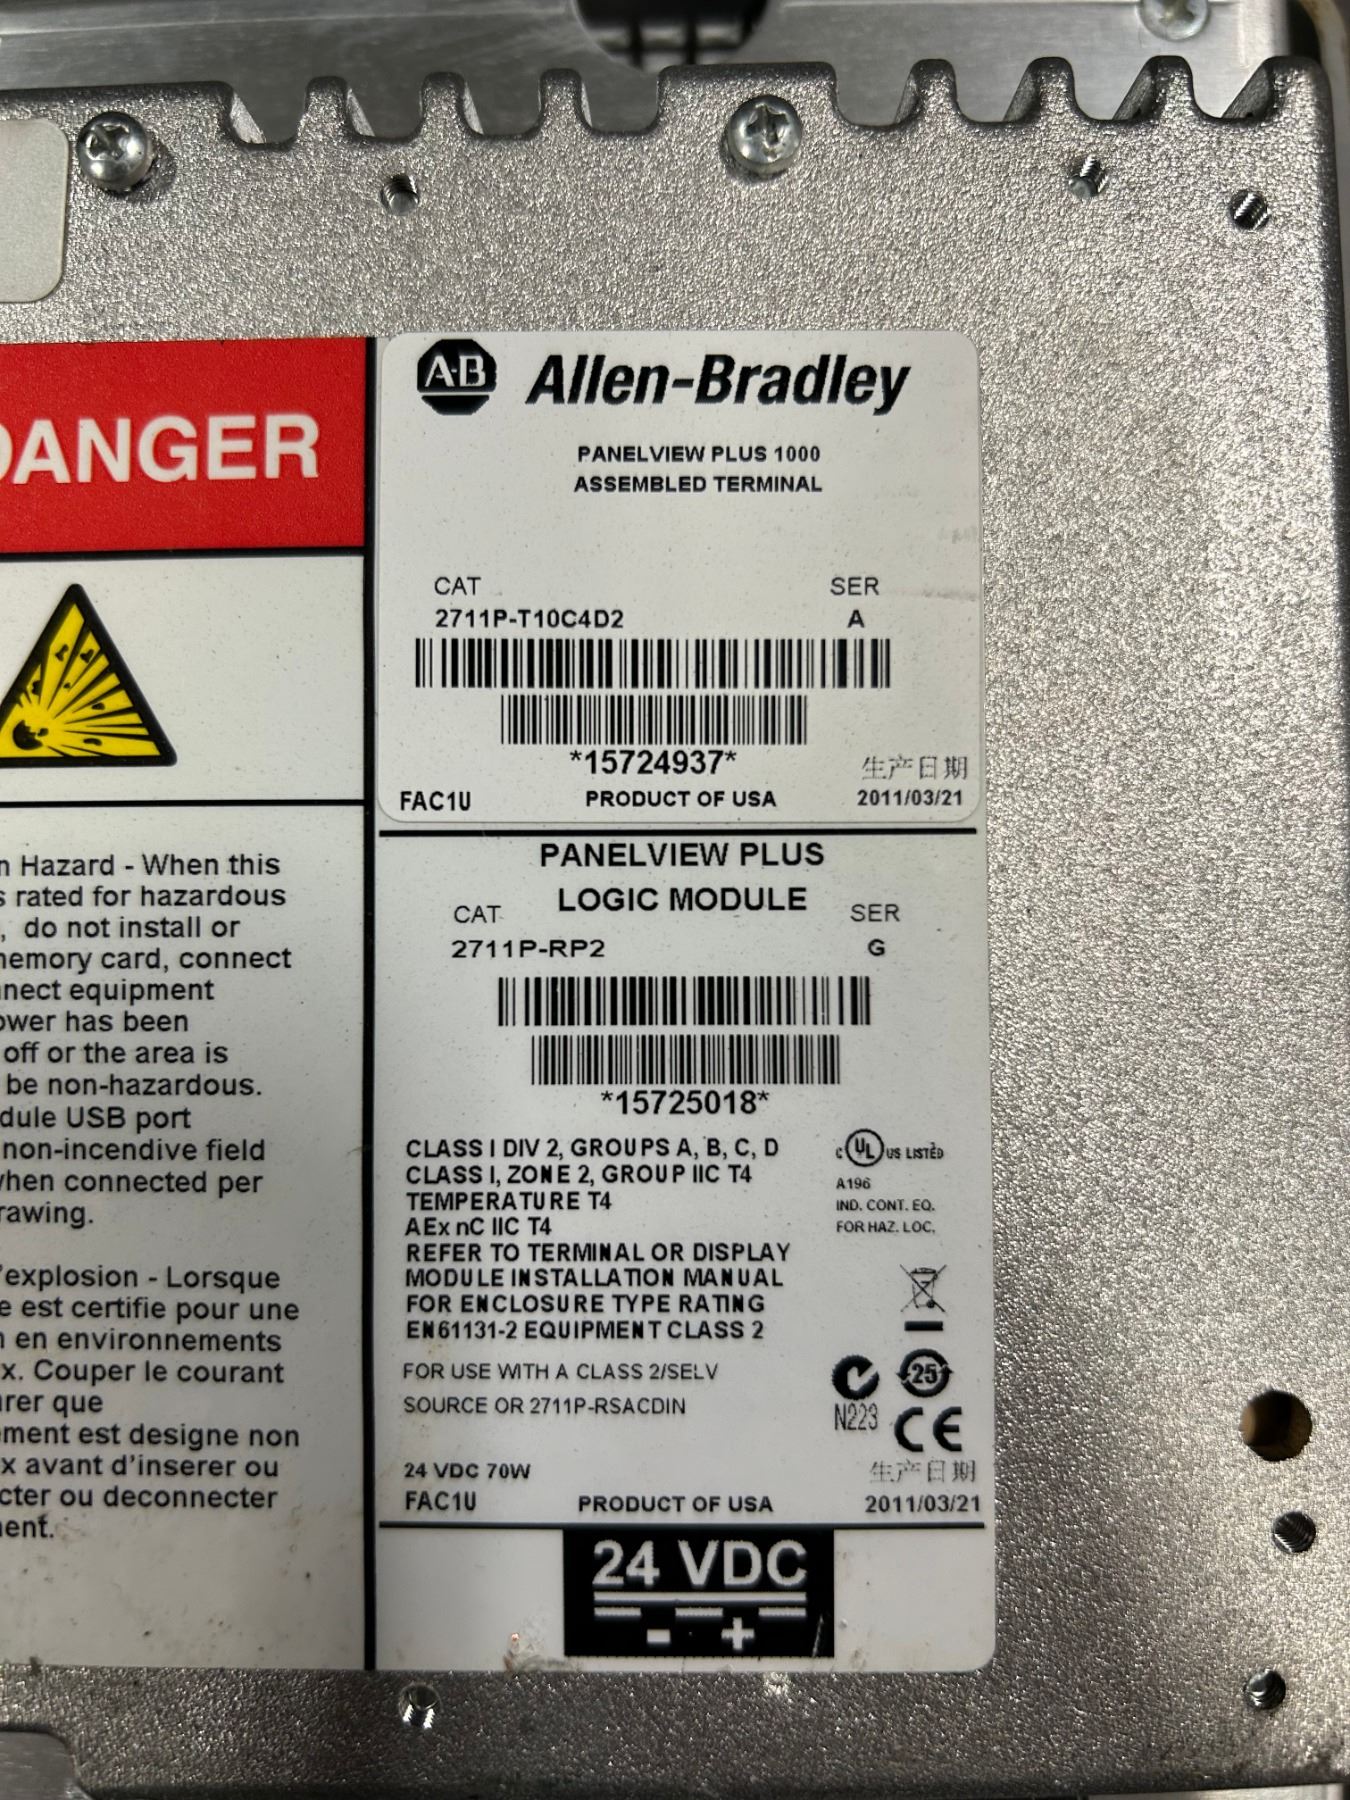 DANGER
n Hazard - When this
s rated for hazardous
, do not install or
memory card, connect
nnect equipment
ower has been
off or the area is
be non-hazardous.
dule USB port
non-incendive field
when connected per
rawing.
'explosion - Lorsque
e est certifie pour une
n en environnements
x. Couper le courant
urer que
ement est designe non
x avant d'inserer ou
cter ou deconnecter
ent.
A-B Allen-Bradley
PANELVIEW PLUS 1000
ASSEMBLED TERMINAL
CAT SER
2711P-T10C4D2 A
*15724937*
生产日期
FAC1U PRODUCT OF USA 2011/03/21
PANELVIEW PLUS
LOGIC MODULE
CAT SER
2711P-RP2 G
*15725018*
CLASS I DIV 2, GROUPS A, B, C, D
CLASS I, ZONE 2, GROUP IIC T4
TEMPERATURE T4
AEx nC IIC T4
REFER TO TERMINAL OR DISPLAY
MODULE INSTALLATION MANUAL
FOR ENCLOSURE TYPE RATING
EN61131-2 EQUIPMENT CLASS 2
FOR USE WITH A CLASS 2/SELV
SOURCE OR 2711P-RSACDIN
C UL US LISTED
A196
IND. CONT. EQ.
FOR HAZ. LOC.
25
N223 CE
24 VDC 70W 生产日期
FAC1U PRODUCT OF USA 2011/03/21
24 VDC
- +